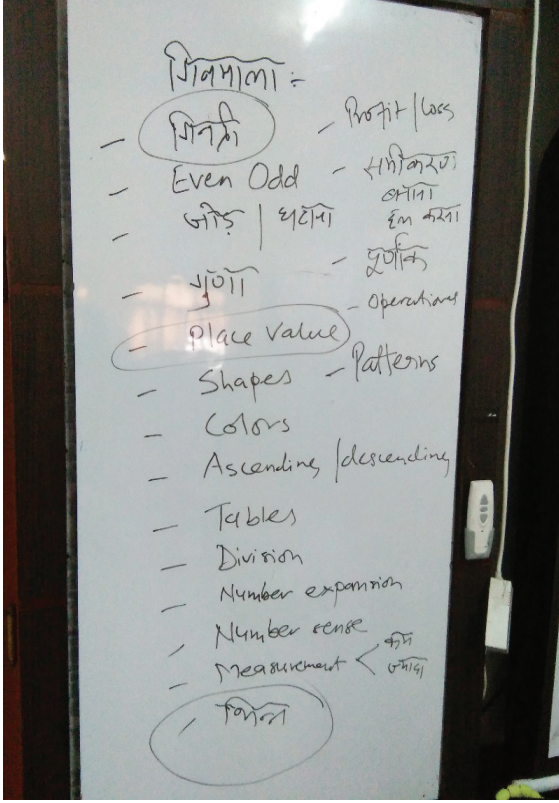 गिनमाला :-
- गिनती
- Even Odd
- जोड़ / घटाना
- गुणा
- Place Value
- Shapes
- Colors
- Ascending / descending
- Tables
- Division
- Number expansion
- Number sense
- Measurement < कम
ज्यादा
- भिन्न
- Profit / Loss
- समीकरण
बनाना
हल करना
- पूर्णांक
- Operations
- Patterns